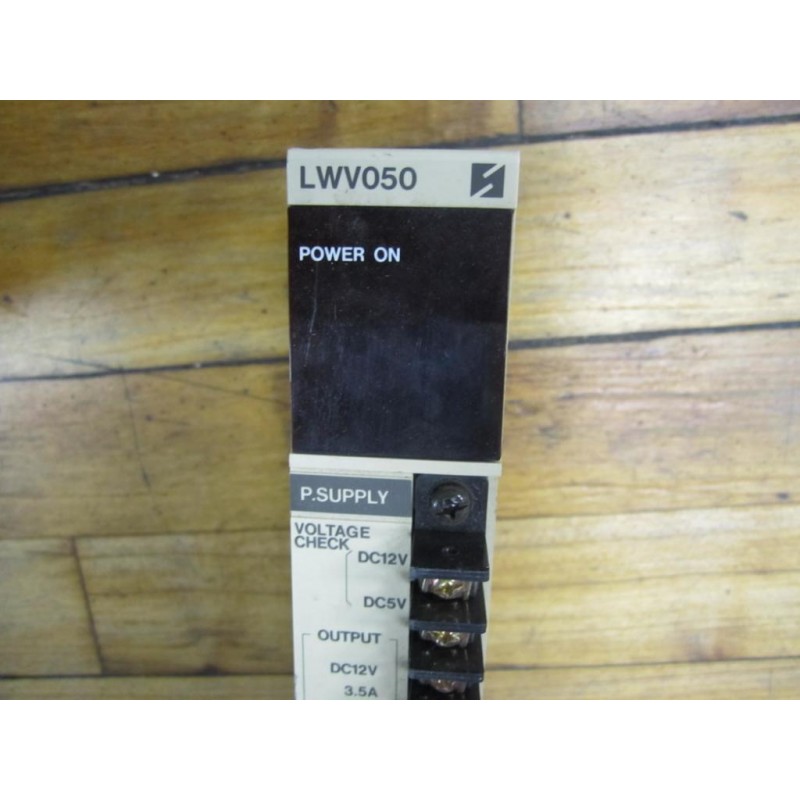 LWV050
POWER ON
P.SUPPLY
VOLTAGE
CHECK
DC12V
DC5V
OUTPUT
DC12V
3.5A